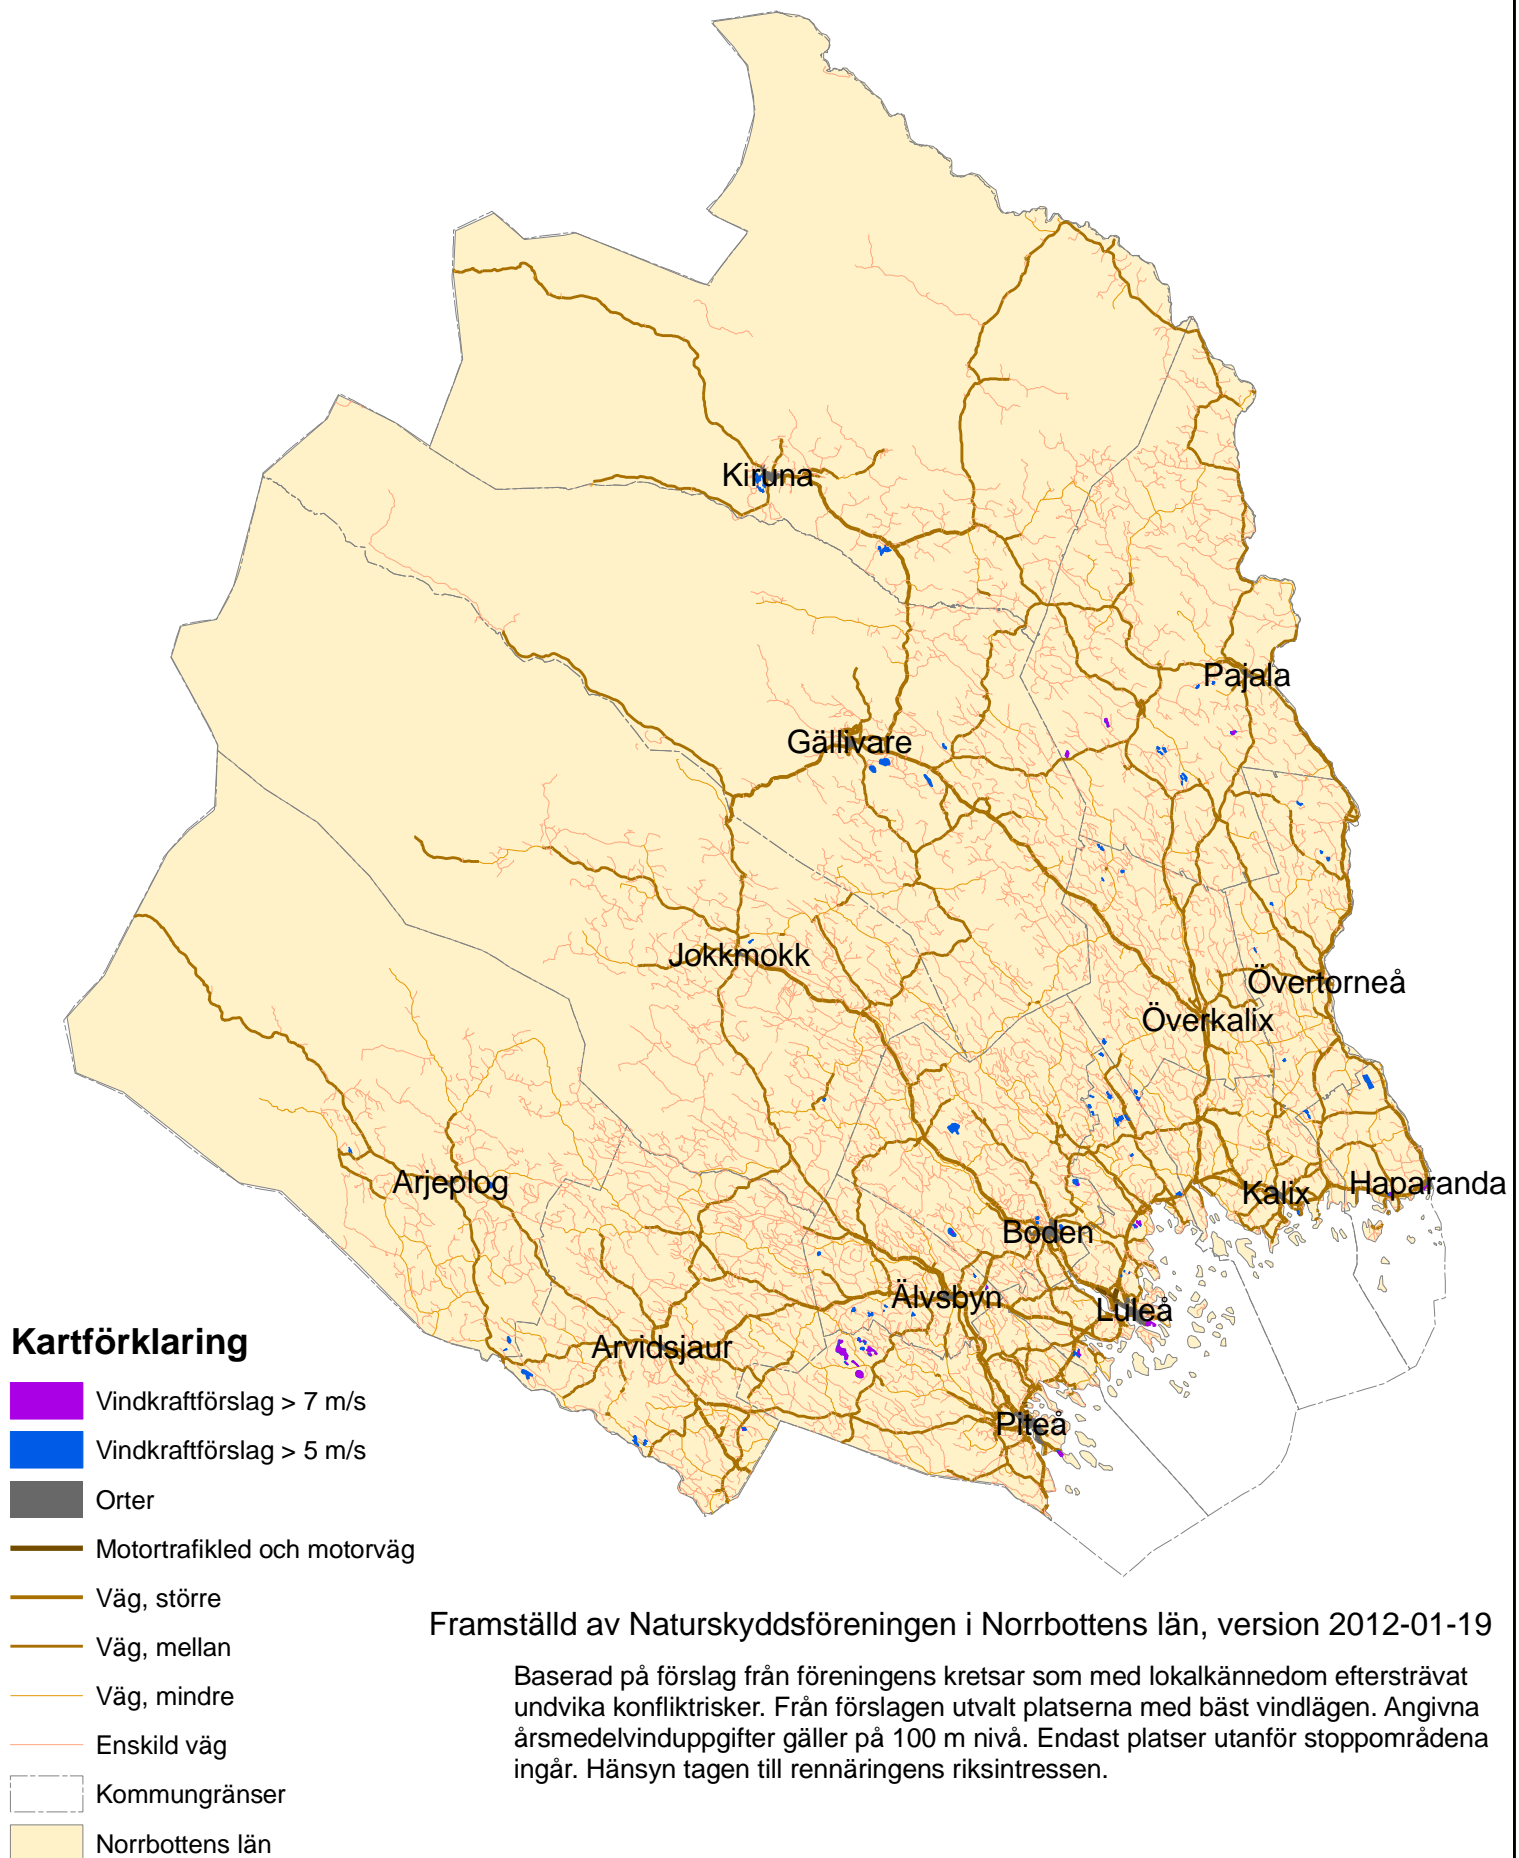 Kiruna
Pajala
Gällivare
Jokkmokk
Övertorneå
Överkalix
Arjeplog
Kalix
Haparanda
Boden
Älvsbyn
Luleå
Arvidsjaur
Piteå
Kartförklaring
Vindkraftförslag > 7 m/s
Vindkraftförslag > 5 m/s
Orter
Motortrafikled och motorväg
Väg, större
Väg, mellan
Väg, mindre
Enskild väg
Kommungränser
Norrbottens län
Framställd av Naturskyddsföreningen i Norrbottens län, version 2012-01-19
Baserad på förslag från föreningens kretsar som med lokalkännedom eftersträvat
undvika konfliktrisker. Från förslagen utvalt platserna med bäst vindlägen. Angivna
årsmedelvinduppgifter gäller på 100 m nivå. Endast platser utanför stoppområdena
ingår. Hänsyn tagen till rennäringens riksintressen.